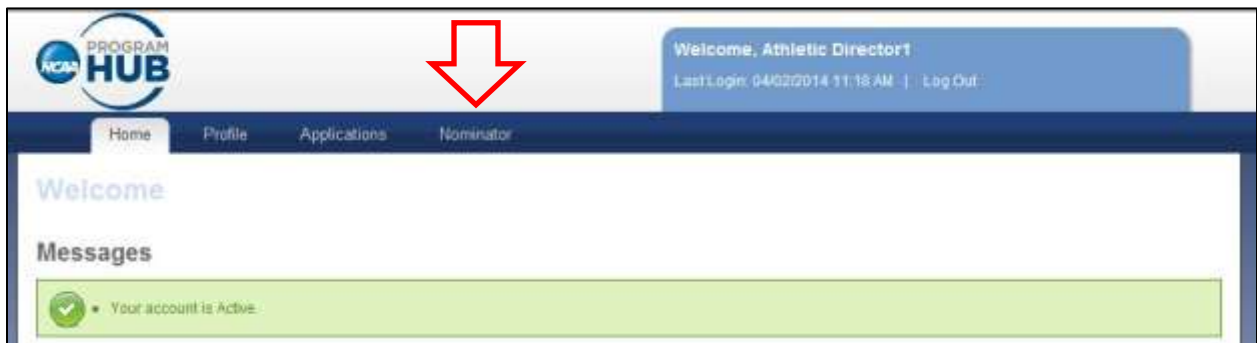 PROGRAM
NCAA HUB
Welcome, Athletic Director1
Last Login: 04/02/2014 11:18 AM | Log Out
Home Profile Applications Nominator
Welcome
Messages
• Your account is Active.